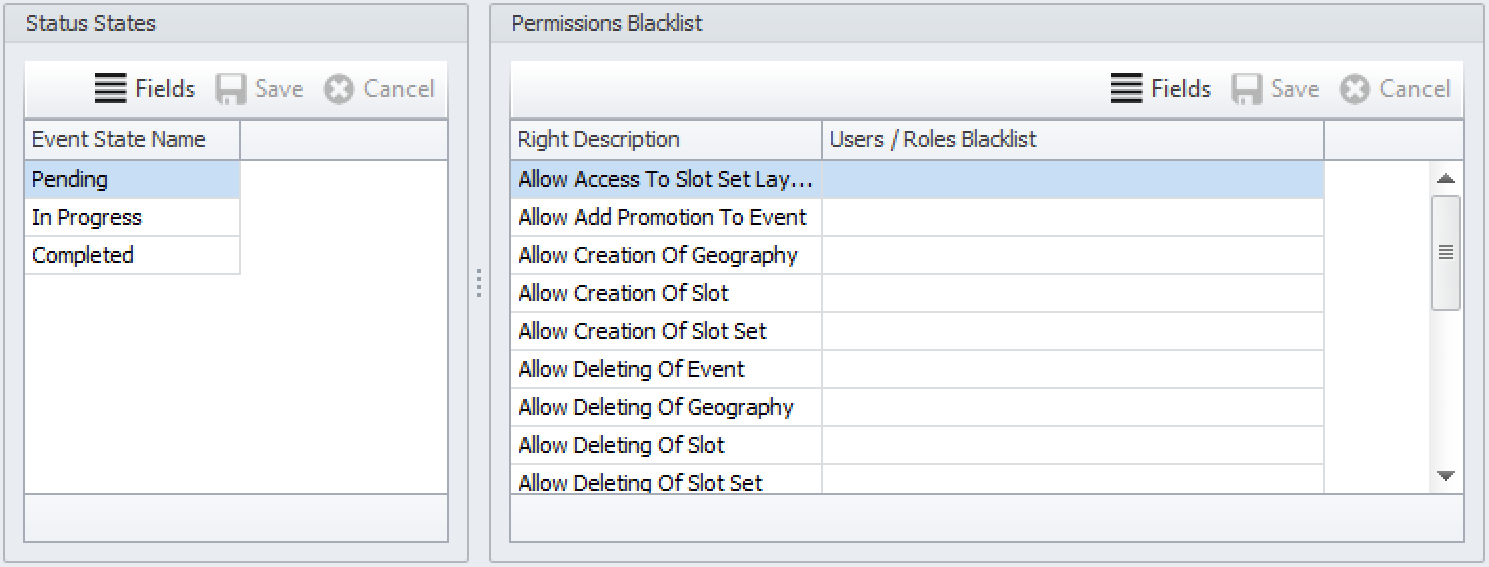 Status States
Fields Save Cancel
Event State Name
Pending
In Progress
Completed
Permissions Blacklist
Fields Save Cancel
Right Description Users / Roles Blacklist
Allow Access To Slot Set Lay...
Allow Add Promotion To Event
Allow Creation Of Geography
Allow Creation Of Slot
Allow Creation Of Slot Set
Allow Deleting Of Event
Allow Deleting Of Geography
Allow Deleting Of Slot
Allow Deleting Of Slot Set